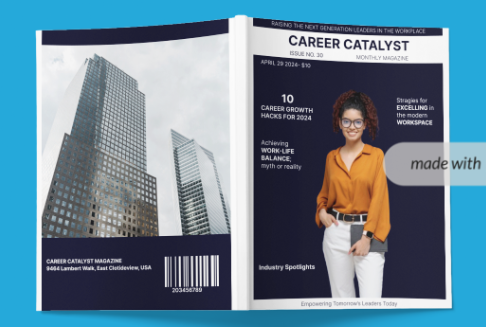 RAISING THE NEXT GENERATION LEADERS IN THE WORKPLACE
CAREER CATALYST
ISSUE NO. 30
MONTHLY MAGAZINE
APRIL 29 2024- $10
10
CAREER GROWTH
HACKS FOR 2024
Stragies for
EXCELLING in
the modern
WORKSPACE
Achieving
WORK-LIFE
BALANCE;
myth or reality
Industry Spotlights
Empowering Tomorrow's Leaders Today
CAREER CATALYST MAGAZINE
9464 Lambert Walk, East Clotideview, USA
203456789
made with